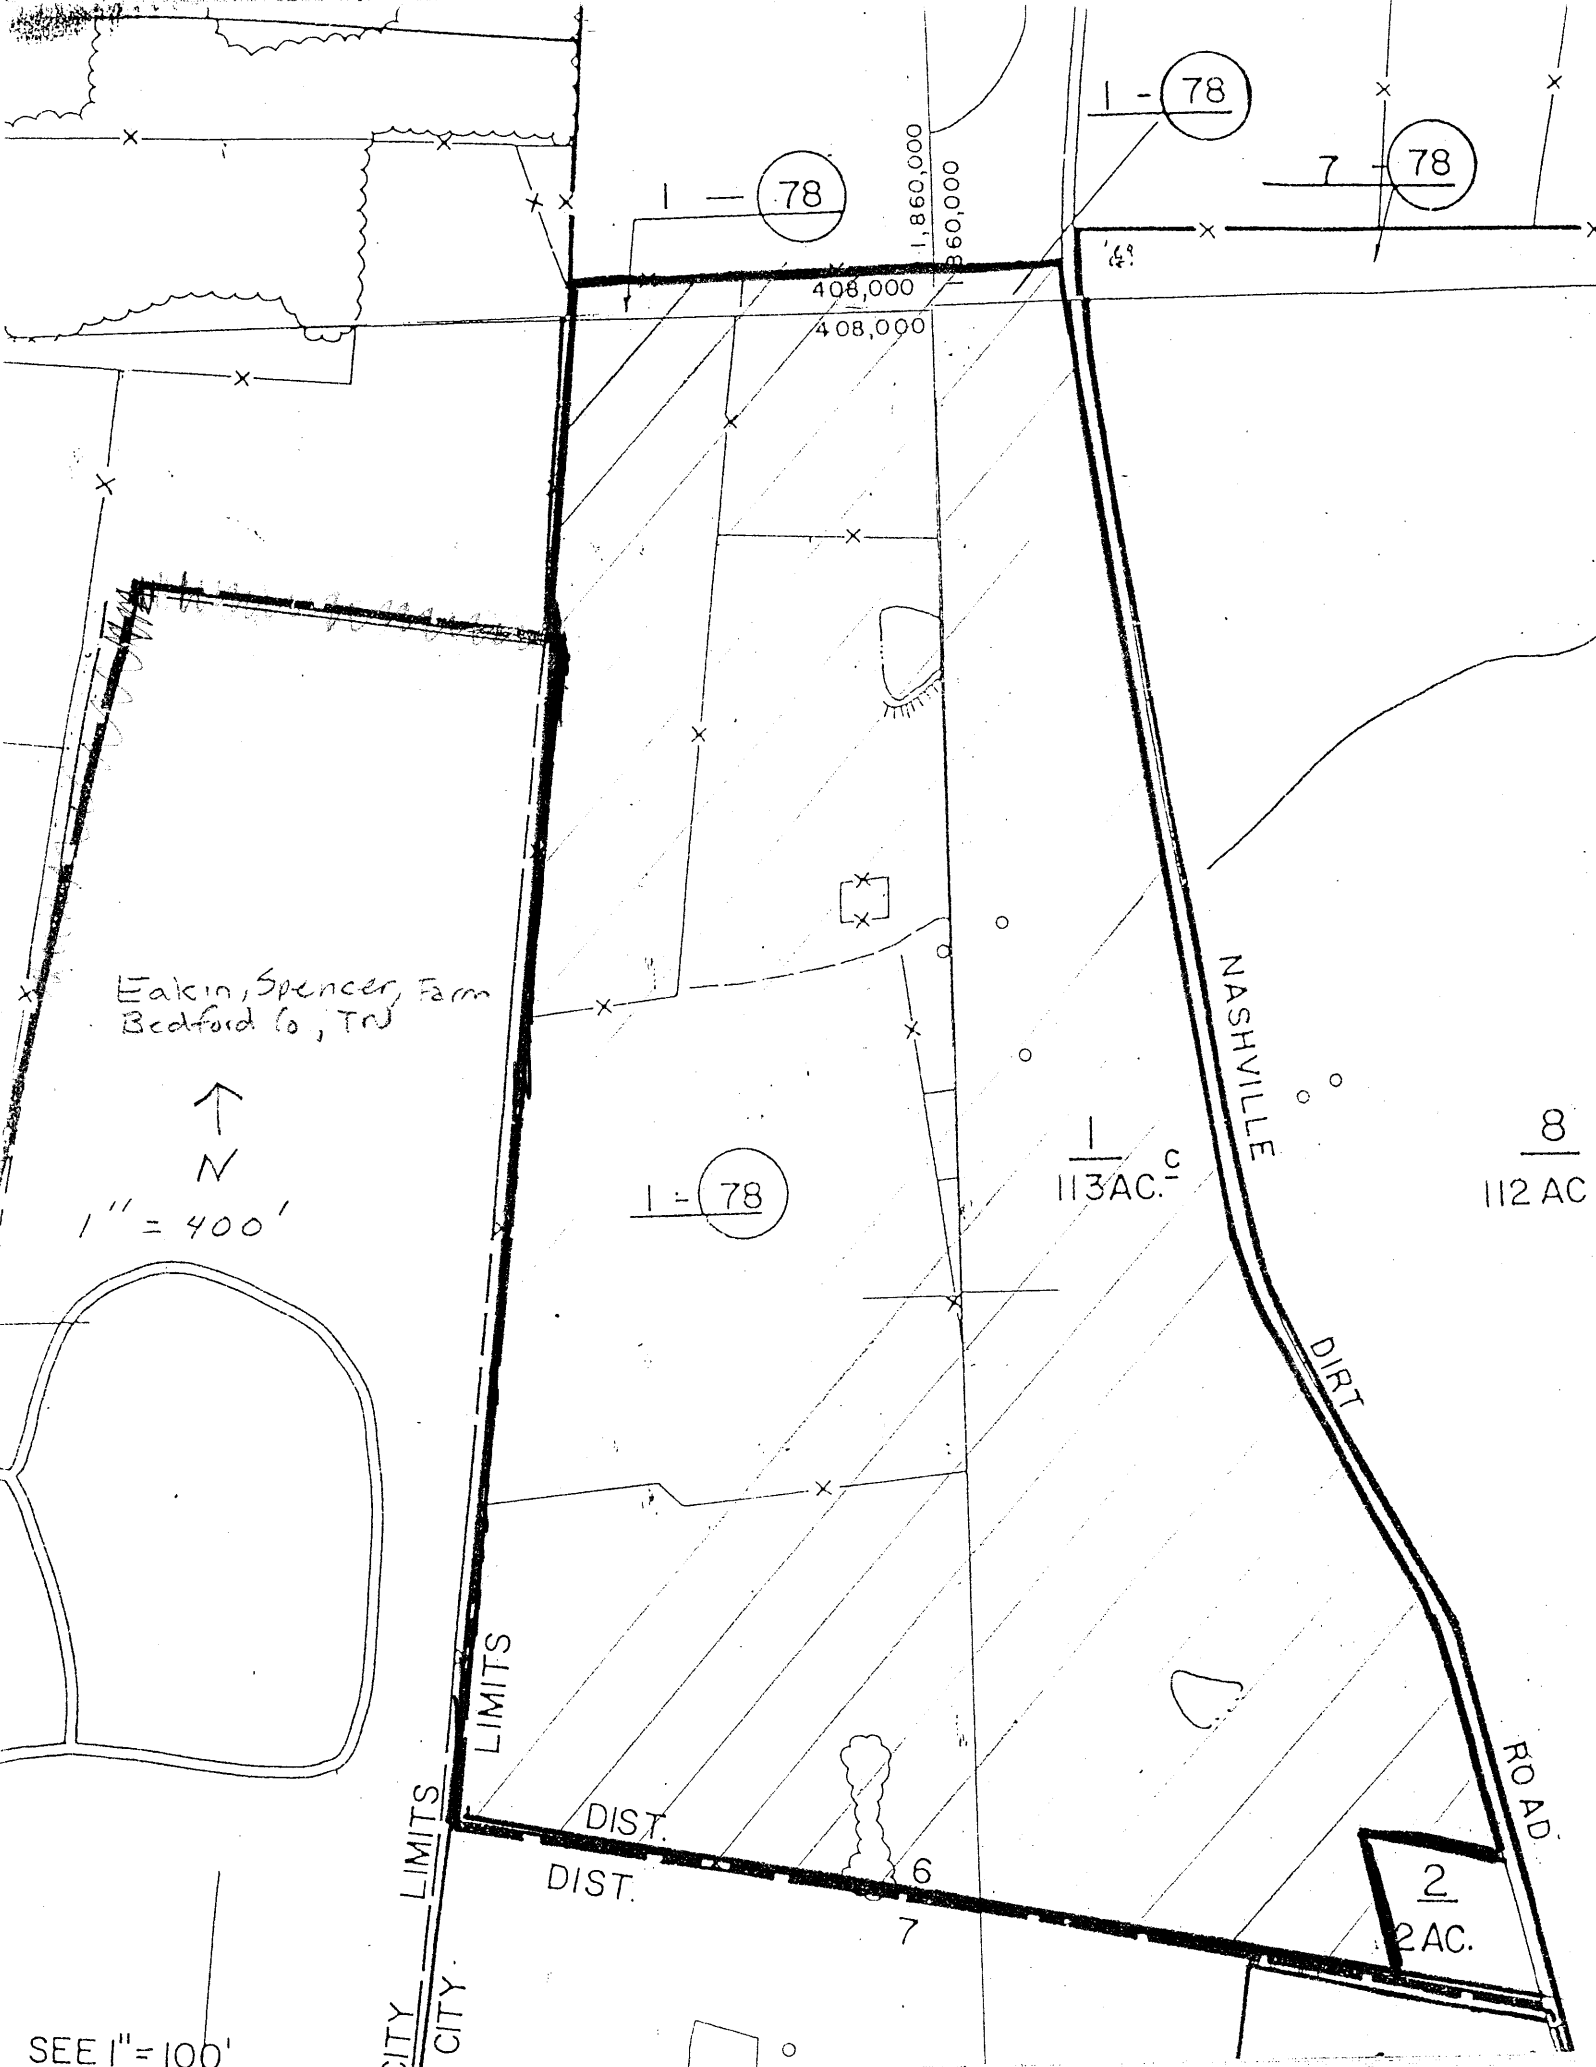 1 - 78
7 - 78
1 — 78
1,860,000
1,860,000
408,000
408,000
Eakin, Spencer, Farm
Bedford Co, TN
N
1" = 400'
NASHVILLE
DIRT
ROAD
1
113 AC. C
8
112 AC
1 - 78
LIMITS
LIMITS
DIST.
DIST.
6
7
2
2 AC.
CITY
CITY
SEE 1" = 100'